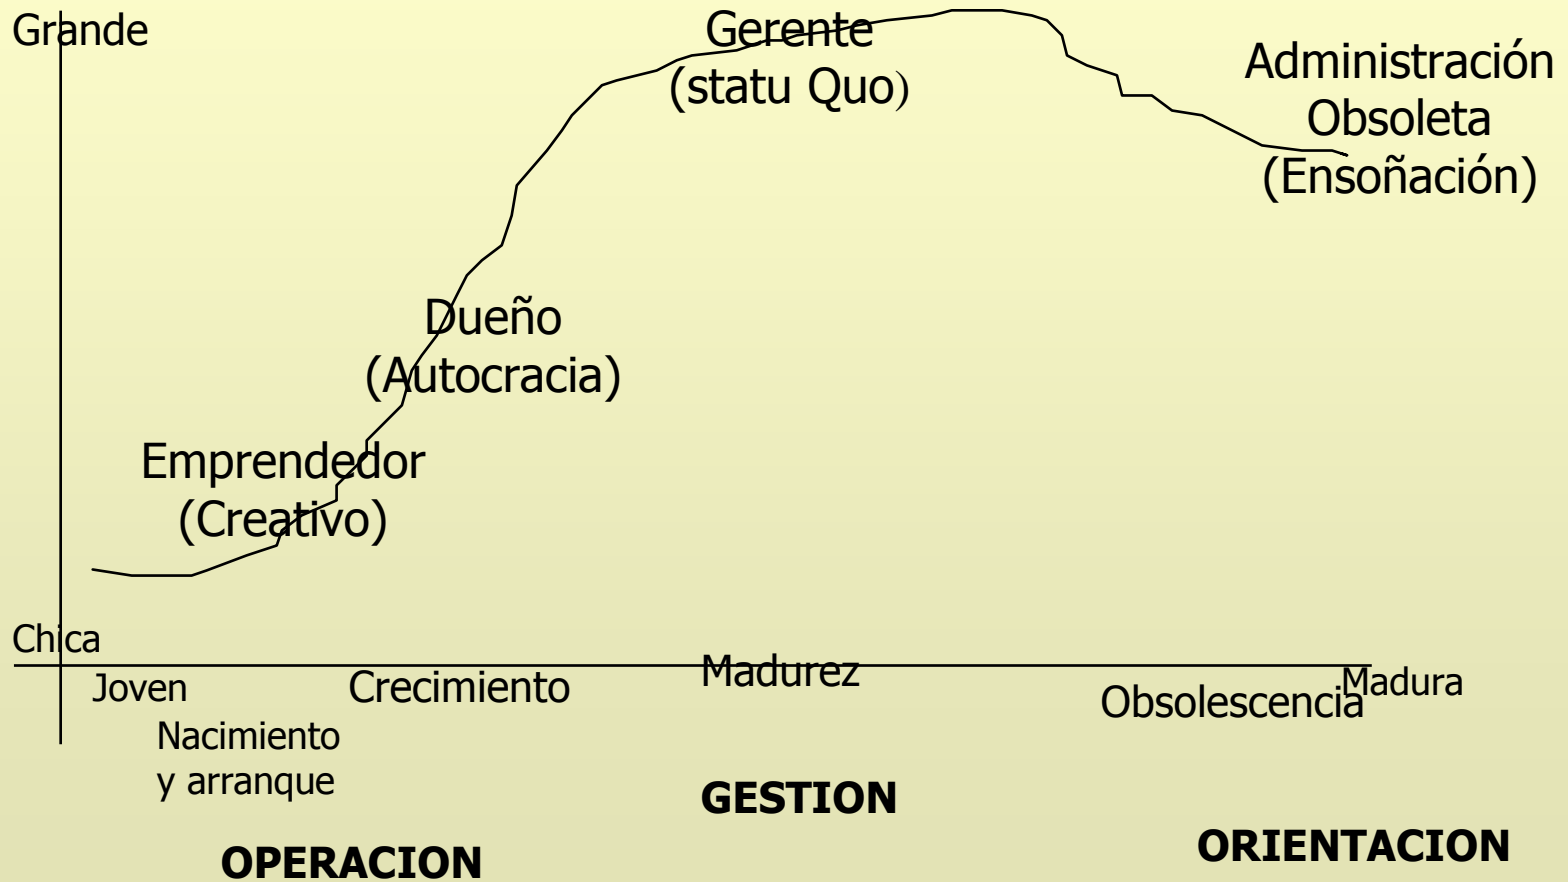 Grande
Gerente
(statu Quo)
Administración
Obsoleta
(Ensoñación)
Dueño
(Autocracia)
Emprendedor
(Creativo)
Chica
Joven
Crecimiento
Madurez
Obsolescencia
Madura
Nacimiento
y arranque
GESTION
ORIENTACION
OPERACION